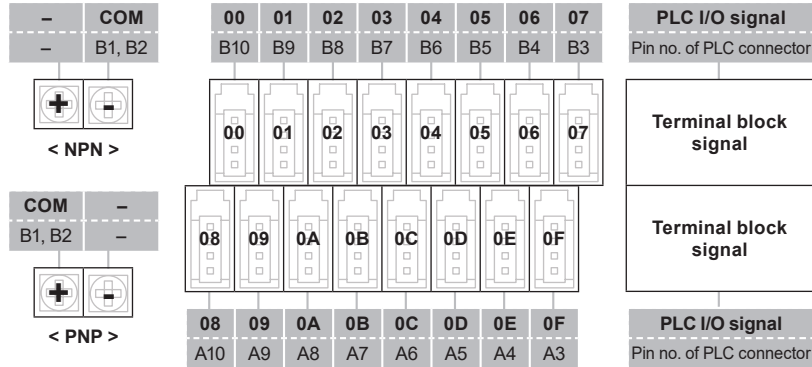 – COM 00 01 02 03 04 05 06 07 PLC I/O signal
– B1, B2 B10 B9 B8 B7 B6 B5 B4 B3 Pin no. of PLC connector
+ -
00 01 02 03 04 05 06 07 Terminal block
signal
< NPN >
COM –
B1, B2 –
08 09 0A 0B 0C 0D 0E 0F Terminal block
signal
+ -
< PNP >
08 09 0A 0B 0C 0D 0E 0F PLC I/O signal
A10 A9 A8 A7 A6 A5 A4 A3 Pin no. of PLC connector